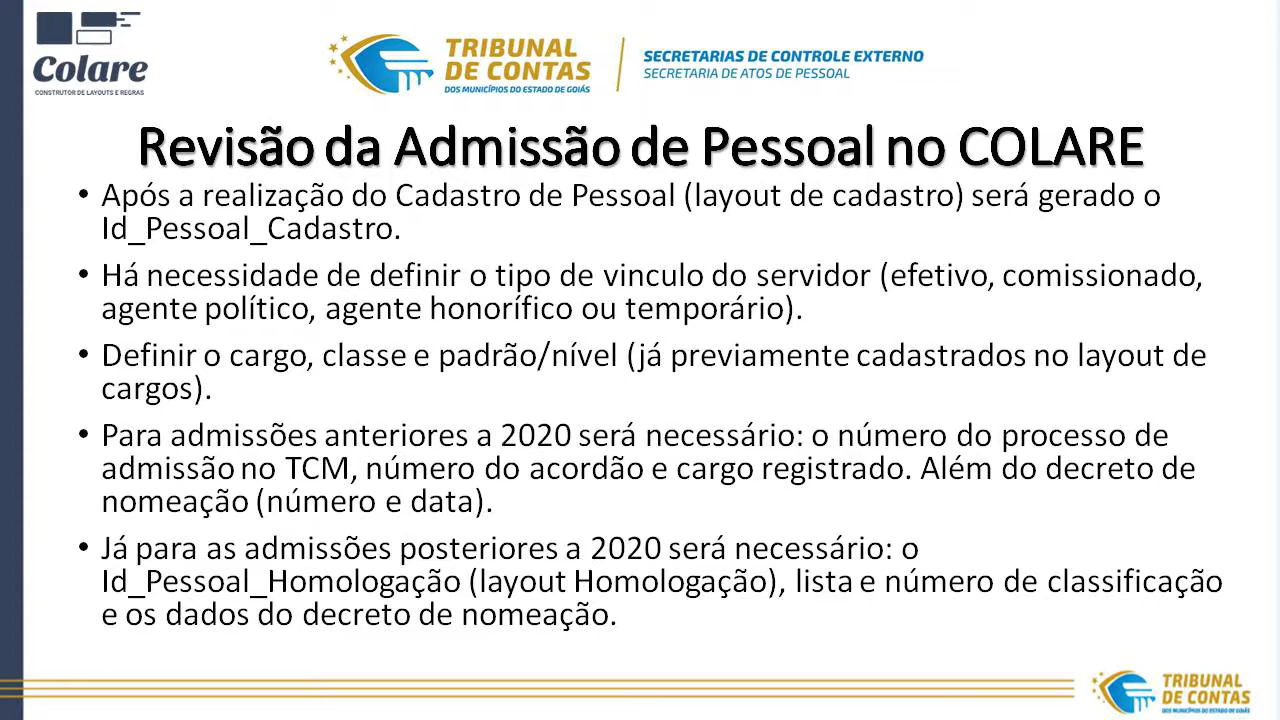 Colare
CONSTRUTOR DE LAYOUTS E REGRAS
TRIBUNAL
DE CONTAS
DOS MUNICÍPIOS DO ESTADO DE GOIÁS
SECRETARIAS DE CONTROLE EXTERNO
SECRETARIA DE ATOS DE PESSOAL
Revisão da Admissão de Pessoal no COLARE
• Após a realização do Cadastro de Pessoal (layout de cadastro) será gerado o
Id_Pessoal_Cadastro.
• Há necessidade de definir o tipo de vinculo do servidor (efetivo, comissionado,
agente político, agente honorífico ou temporário).
• Definir o cargo, classe e padrão/nível (já previamente cadastrados no layout de
cargos).
• Para admissões anteriores a 2020 será necessário: o número do processo de
admissão no TCM, número do acordão e cargo registrado. Além do decreto de
nomeação (número e data).
• Já para as admissões posteriores a 2020 será necessário: o
Id_Pessoal_Homologação (layout Homologação), lista e número de classificação
e os dados do decreto de nomeação.
TRIBUNAL
DE CONTAS
DOS MUNICÍPIOS DO ESTADO DE GOIÁS